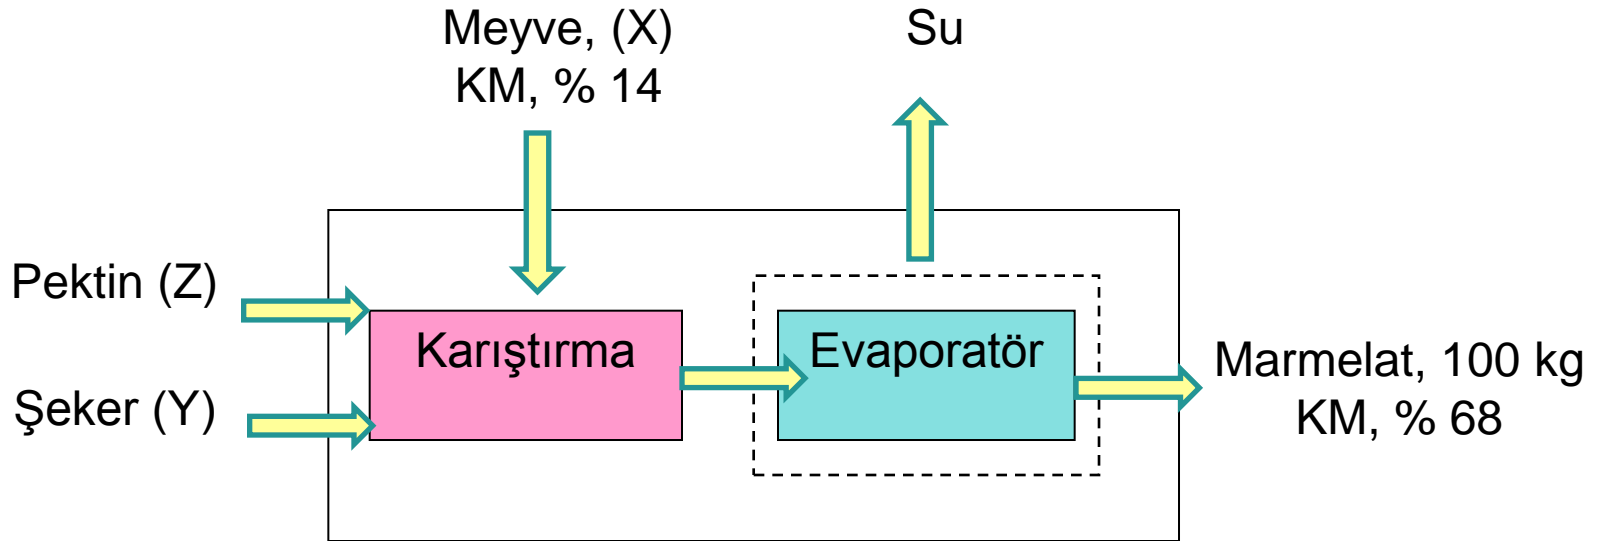 Meyve, (X)
KM, % 14
Su
Pektin (Z)
Şeker (Y)
Karıştırma
Evaporatör
Marmelat, 100 kg
KM, % 68